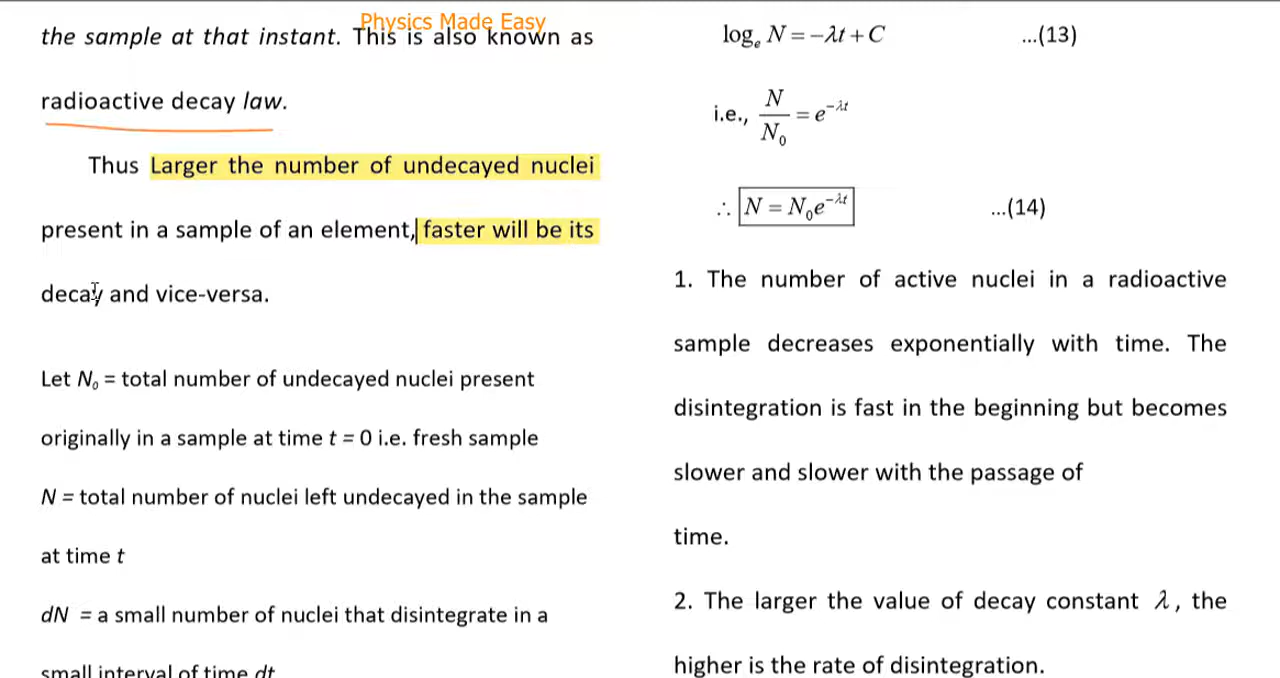 Physics Made Easy
the sample at that instant. This is also known as
radioactive decay law.
Thus Larger the number of undecayed nuclei
present in a sample of an element, faster will be its
decay and vice-versa.
Let N₀ = total number of undecayed nuclei present
originally in a sample at time t = 0 i.e. fresh sample
N = total number of nuclei left undecayed in the sample
at time t
dN = a small number of nuclei that disintegrate in a
small interval of time dt
logₑ N = −λt + C ...(13)
i.e., N/N₀ = e^{−λt}
∴ N = N₀e^{−λt} ...(14)
1. The number of active nuclei in a radioactive
sample decreases exponentially with time. The
disintegration is fast in the beginning but becomes
slower and slower with the passage of
time.
2. The larger the value of decay constant λ, the
higher is the rate of disintegration.